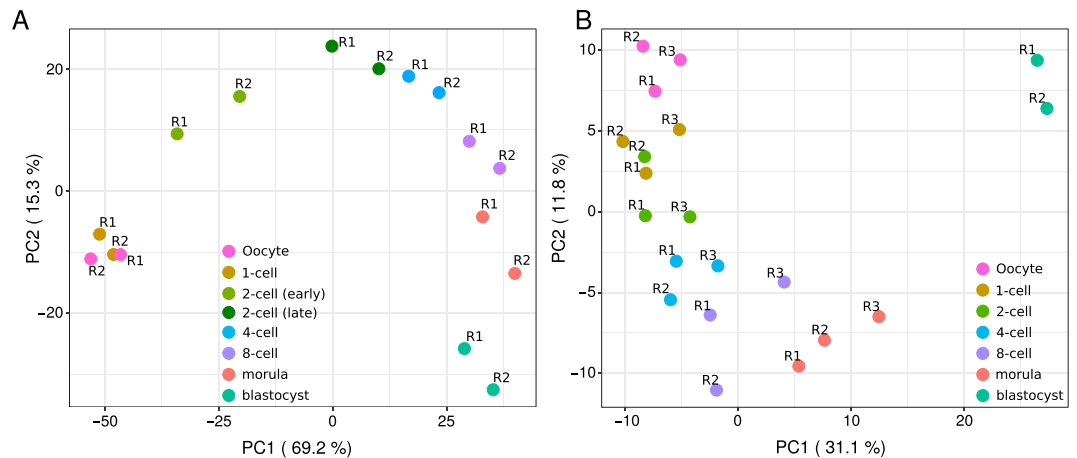 A
R1
R2
R1
R2
R2
R1
R1
R2
R1
R1
R2
R2
R1
R2
R1
R2
20
0
−20
PC2 ( 15.3 %)
Oocyte
1-cell
2-cell (early)
2-cell (late)
4-cell
8-cell
morula
blastocyst
−50
−25
0
25
PC1 ( 69.2 %)
B
R2
R3
R1
R1
R2
R3
R2
R2
R1
R1
R3
R1
R3
R2
R3
R1
R3
R2
R1
R2
10
5
0
−5
−10
PC2 ( 11.8 %)
Oocyte
1-cell
2-cell
4-cell
8-cell
morula
blastocyst
−10
0
10
20
PC1 ( 31.1 %)